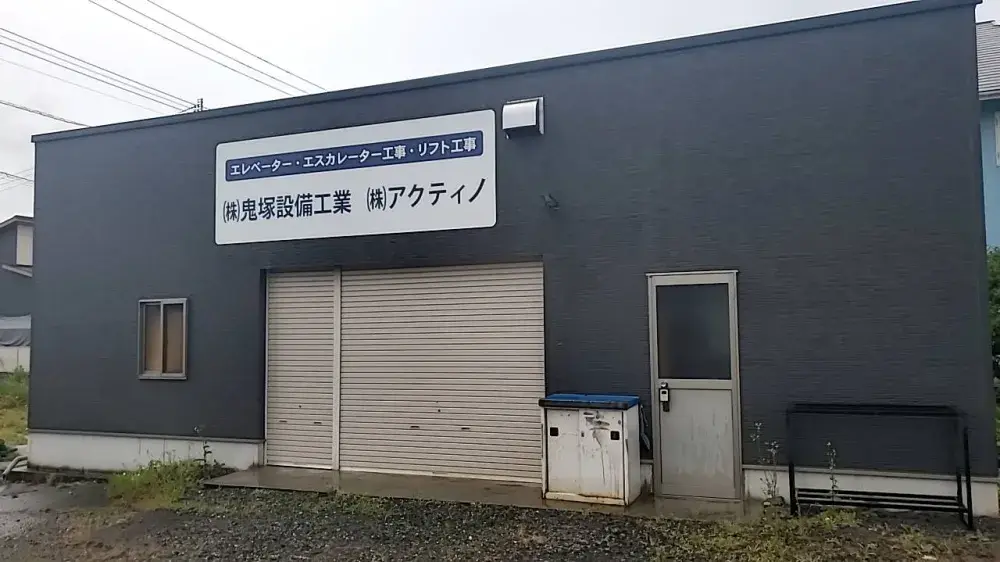 エレベーター・エスカレーター工事・リフト工事
㈱鬼塚設備工業 ㈱アクティノ